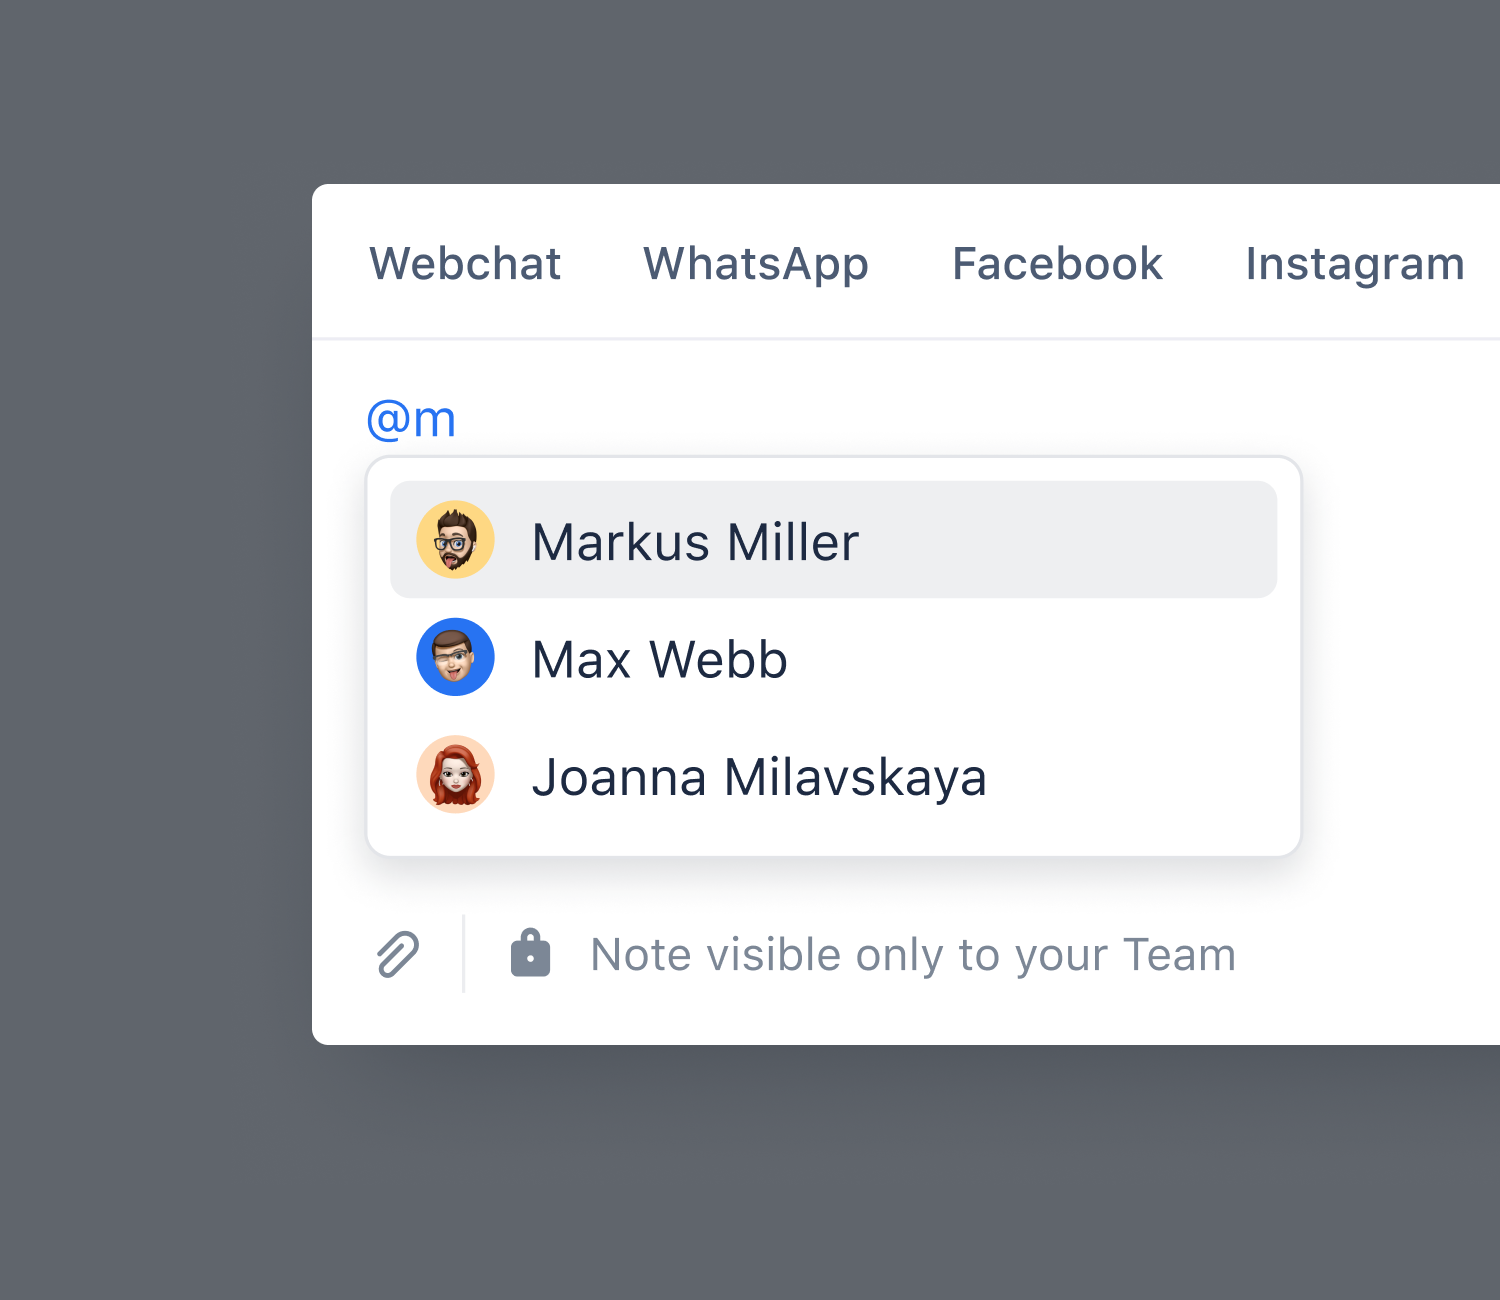 Webchat WhatsApp Facebook Instagram
@m
Markus Miller
Max Webb
Joanna Milavskaya
Note visible only to your Team